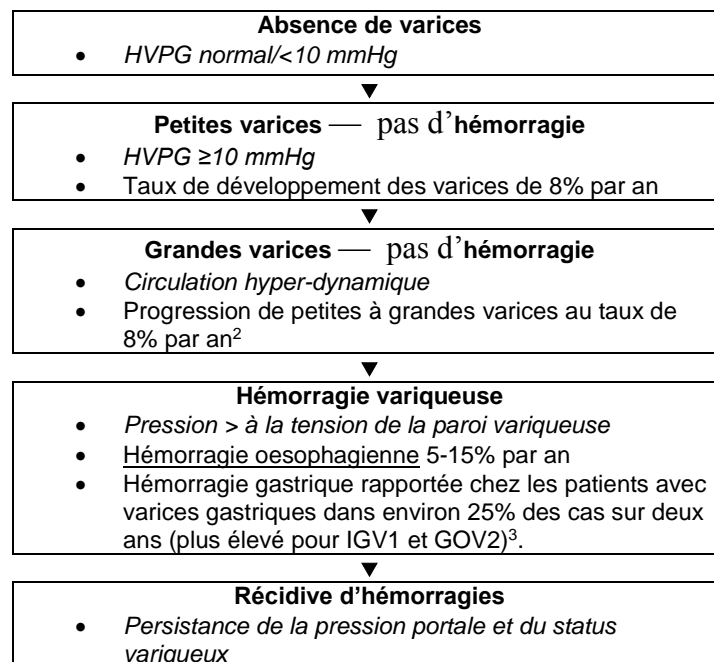 Absence de varices
• HVPG normal/<10 mmHg
▼
Petites varices — pas d’hémorragie
• HVPG ≥10 mmHg
• Taux de développement des varices de 8% par an
▼
Grandes varices — pas d’hémorragie
• Circulation hyper-dynamique
• Progression de petites à grandes varices au taux de
8% par an²
▼
Hémorragie variqueuse
• Pression > à la tension de la paroi variqueuse
• Hémorragie oesophagienne 5-15% par an
• Hémorragie gastrique rapportée chez les patients avec
varices gastriques dans environ 25% des cas sur deux
ans (plus élevé pour IGV1 et GOV2)³.
▼
Récidive d’hémorragies
• Persistance de la pression portale et du status
variqueux